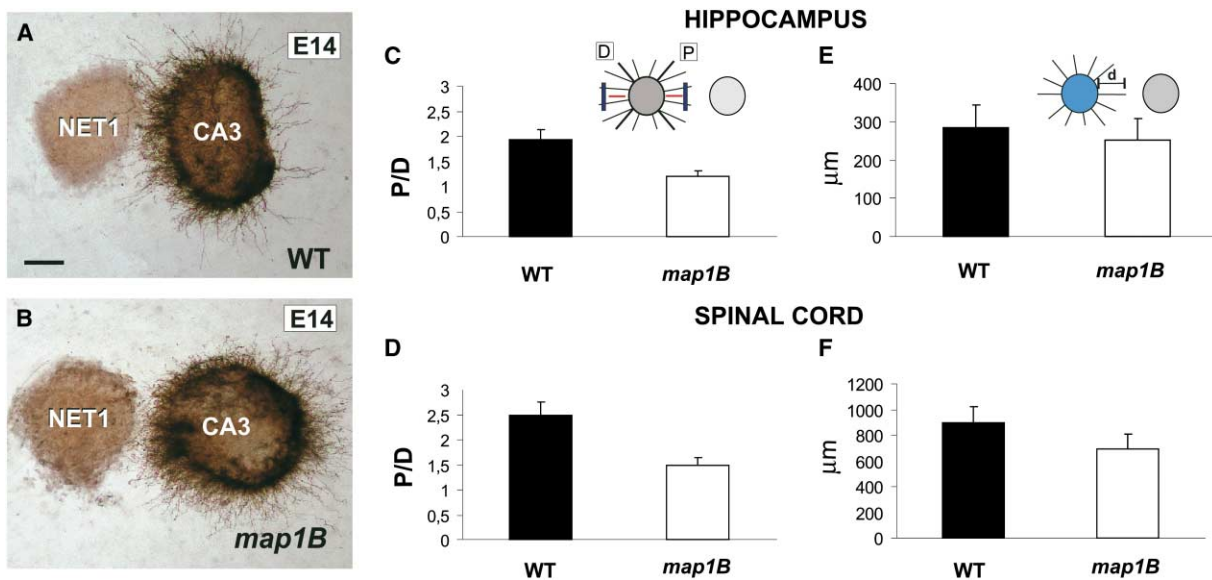 HIPPOCAMPUS
A
E14
NET1
CA3
WT
B
E14
NET1
CA3
map1B
C
D
P
3
2,5
2
1,5
1
0,5
0
P/D
WT
map1B
E
d
400
300
200
100
0
µm
WT
map1B
SPINAL CORD
D
3
2,5
2
1,5
1
0,5
0
P/D
WT
map1B
F
1200
1000
800
600
400
200
0
µm
WT
map1B